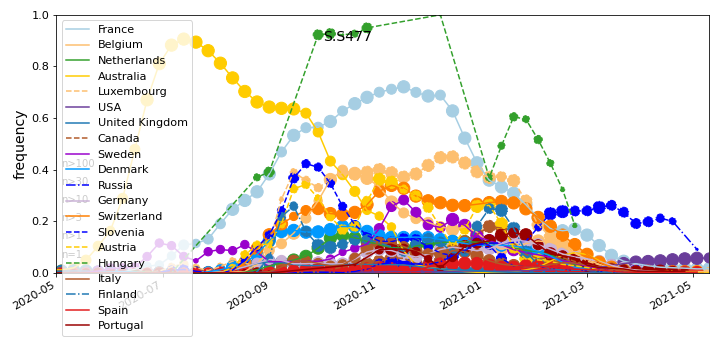 1.0
S.S477
0.8
0.6
0.4
0.2
0.0
frequency
France
Belgium
Netherlands
Australia
Luxembourg
USA
United Kingdom
Canada
Sweden
Denmark
Russia
Germany
Switzerland
Slovenia
Austria
Hungary
Italy
Finland
Spain
Portugal
n>100
n>30
n>10
n=1
2020-05
2020-07
2020-09
2020-11
2021-01
2021-03
2021-05